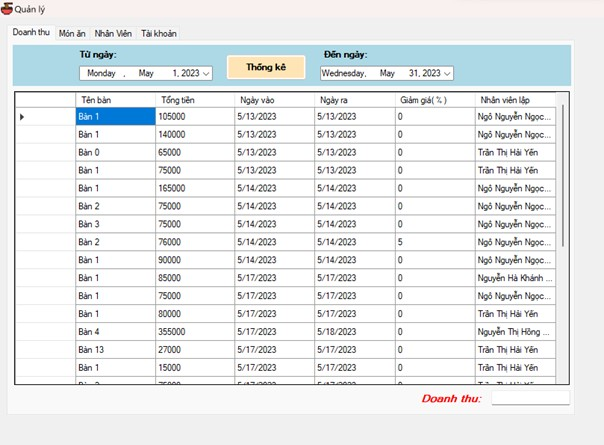 Quản lý
Doanh thu Món ăn Nhân Viên Tài khoản
Từ ngày: Đến ngày:
Monday , May 1, 2023 Thống kê Wednesday, May 31, 2023
Tên bàn Tổng tiền Ngày vào Ngày ra Giảm giá( % ) Nhân viên lập
Bàn 1 105000 5/13/2023 5/13/2023 0 Ngô Nguyễn Ngọc...
Bàn 1 140000 5/13/2023 5/13/2023 0 Ngô Nguyễn Ngọc...
Bàn 0 65000 5/13/2023 5/13/2023 0 Trần Thị Hải Yến
Bàn 1 75000 5/13/2023 5/13/2023 0 Trần Thị Hải Yến
Bàn 1 165000 5/14/2023 5/14/2023 0 Ngô Nguyễn Ngọc...
Bàn 2 75000 5/14/2023 5/14/2023 0 Ngô Nguyễn Ngọc...
Bàn 3 75000 5/14/2023 5/14/2023 0 Ngô Nguyễn Ngọc...
Bàn 2 76000 5/14/2023 5/14/2023 5 Ngô Nguyễn Ngọc...
Bàn 1 90000 5/14/2023 5/14/2023 0 Ngô Nguyễn Ngọc...
Bàn 1 85000 5/17/2023 5/17/2023 0 Nguyễn Hà Khánh ...
Bàn 1 75000 5/17/2023 5/17/2023 0 Ngô Nguyễn Ngọc...
Bàn 1 80000 5/17/2023 5/17/2023 0 Trần Thị Hải Yến
Bàn 4 355000 5/17/2023 5/18/2023 0 Nguyễn Thị Hồng ...
Bàn 13 27000 5/17/2023 5/17/2023 0 Trần Thị Hải Yến
Bàn 1 15000 5/17/2023 5/17/2023 0 Trần Thị Hải Yến
Doanh thu: